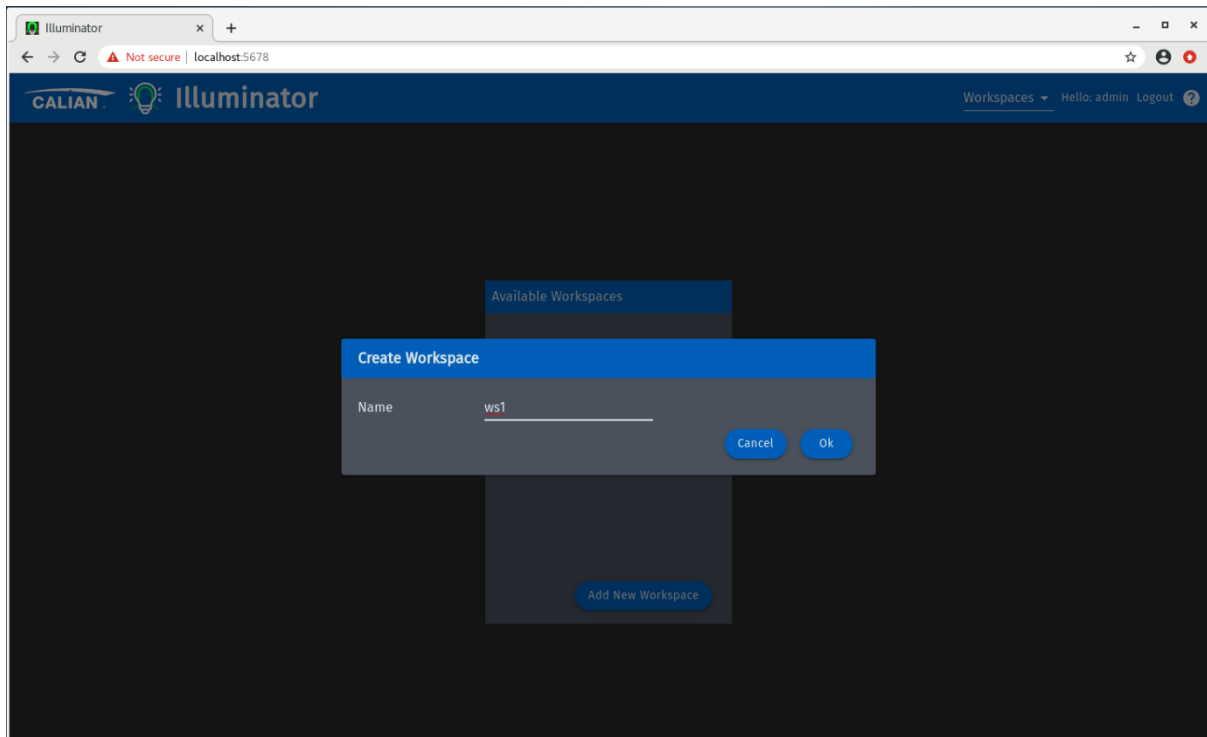 Illuminator
Not secure | localhost:5678
CALIAN. Illuminator Workspaces Hello: admin Logout ?
Available Workspaces
Create Workspace
Name ws1
Cancel Ok
Add New Workspace